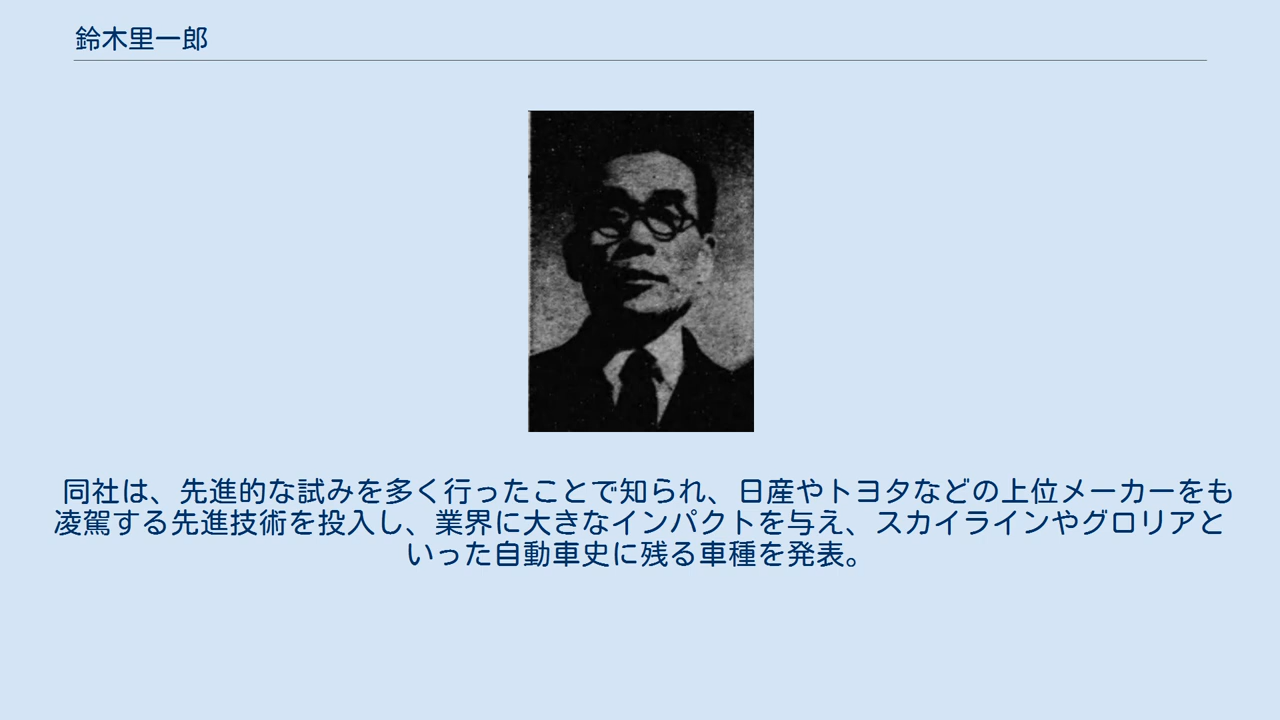 鈴木里一郎
同社は、先進的な試みを多く行ったことで知られ、日産やトヨタなどの上位メーカーをも
凌駕する先進技術を投入し、業界に大きなインパクトを与え、スカイラインやグロリアと
いった自動車史に残る車種を発表。